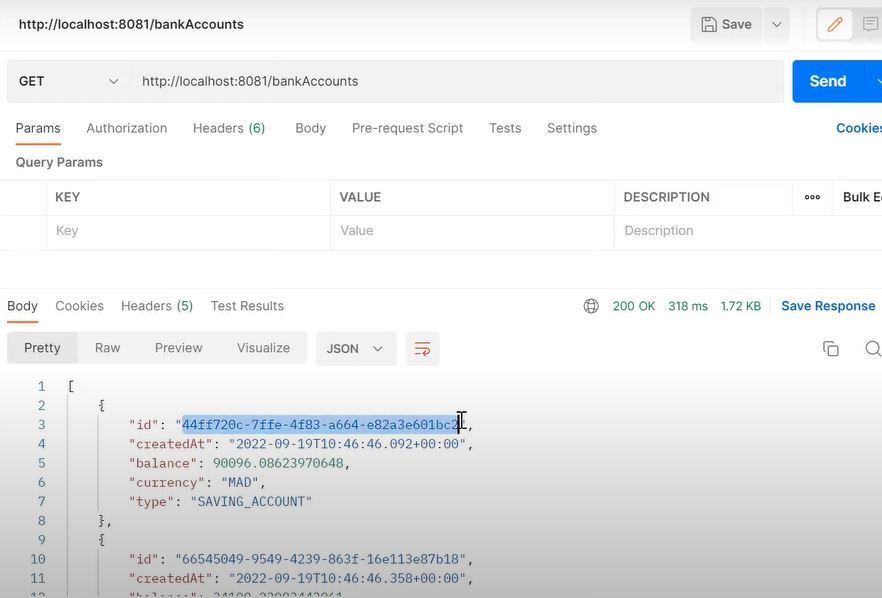 http://localhost:8081/bankAccounts
Save
GET
http://localhost:8081/bankAccounts
Send
Params Authorization Headers (6) Body Pre-request Script Tests Settings Cookies
Query Params
KEY VALUE DESCRIPTION ooo Bulk E
Key Value Description
Body Cookies Headers (5) Test Results 200 OK 318 ms 1.72 KB Save Response
Pretty Raw Preview Visualize JSON
1 [
2 {
3 "id": "44ff720c-7ffe-4f83-a664-e82a3e601bc2",
4 "createdAt": "2022-09-19T10:46:46.092+00:00",
5 "balance": 90096.08623970648,
6 "currency": "MAD",
7 "type": "SAVING_ACCOUNT"
8 },
9 {
10 "id": "66545049-9549-4239-863f-16e113e87b18",
11 "createdAt": "2022-09-19T10:46:46.358+00:00",